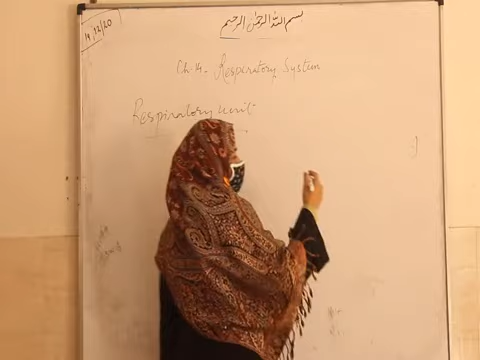 14/12/20
بسم الله الرحمن الرحيم
Ch.14. Respiratory System
Respiratory unit